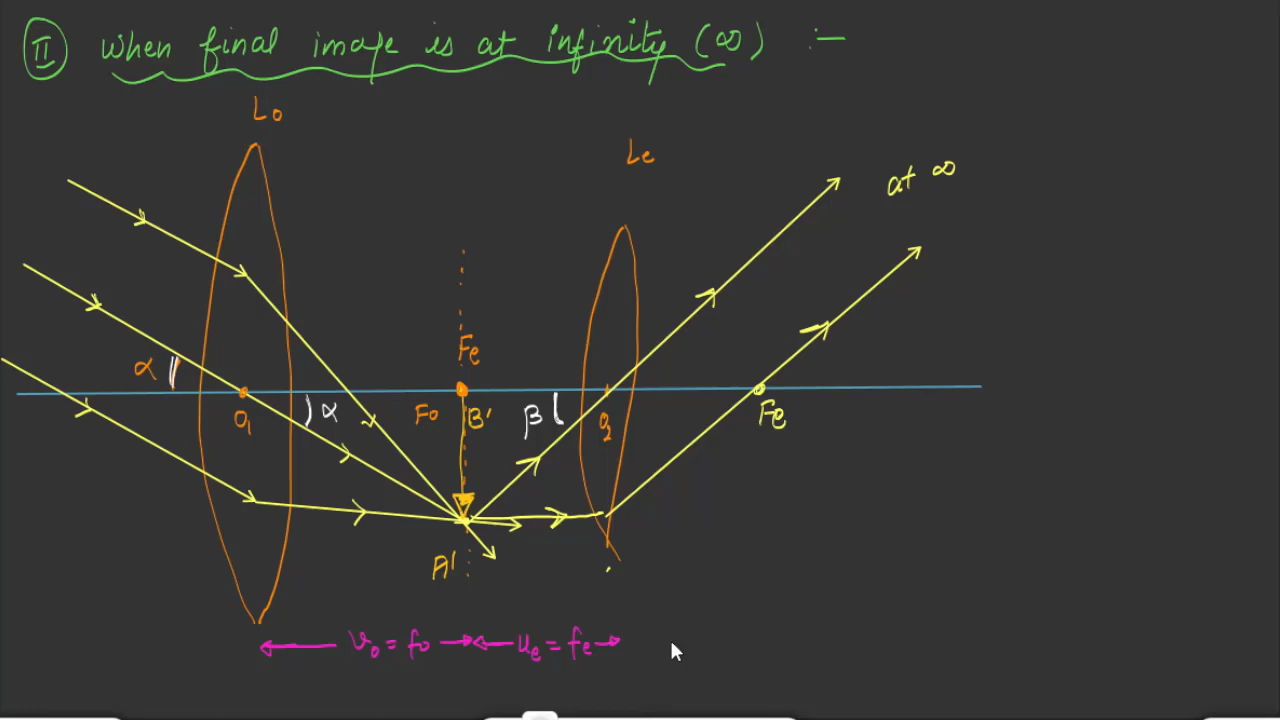 II when final image is at infinity (∞) :-
Lo
Le
at ∞
Fe
α
O1
α
Fo
B'
β
O2
Fe
A'
vo = fo
ue = fe